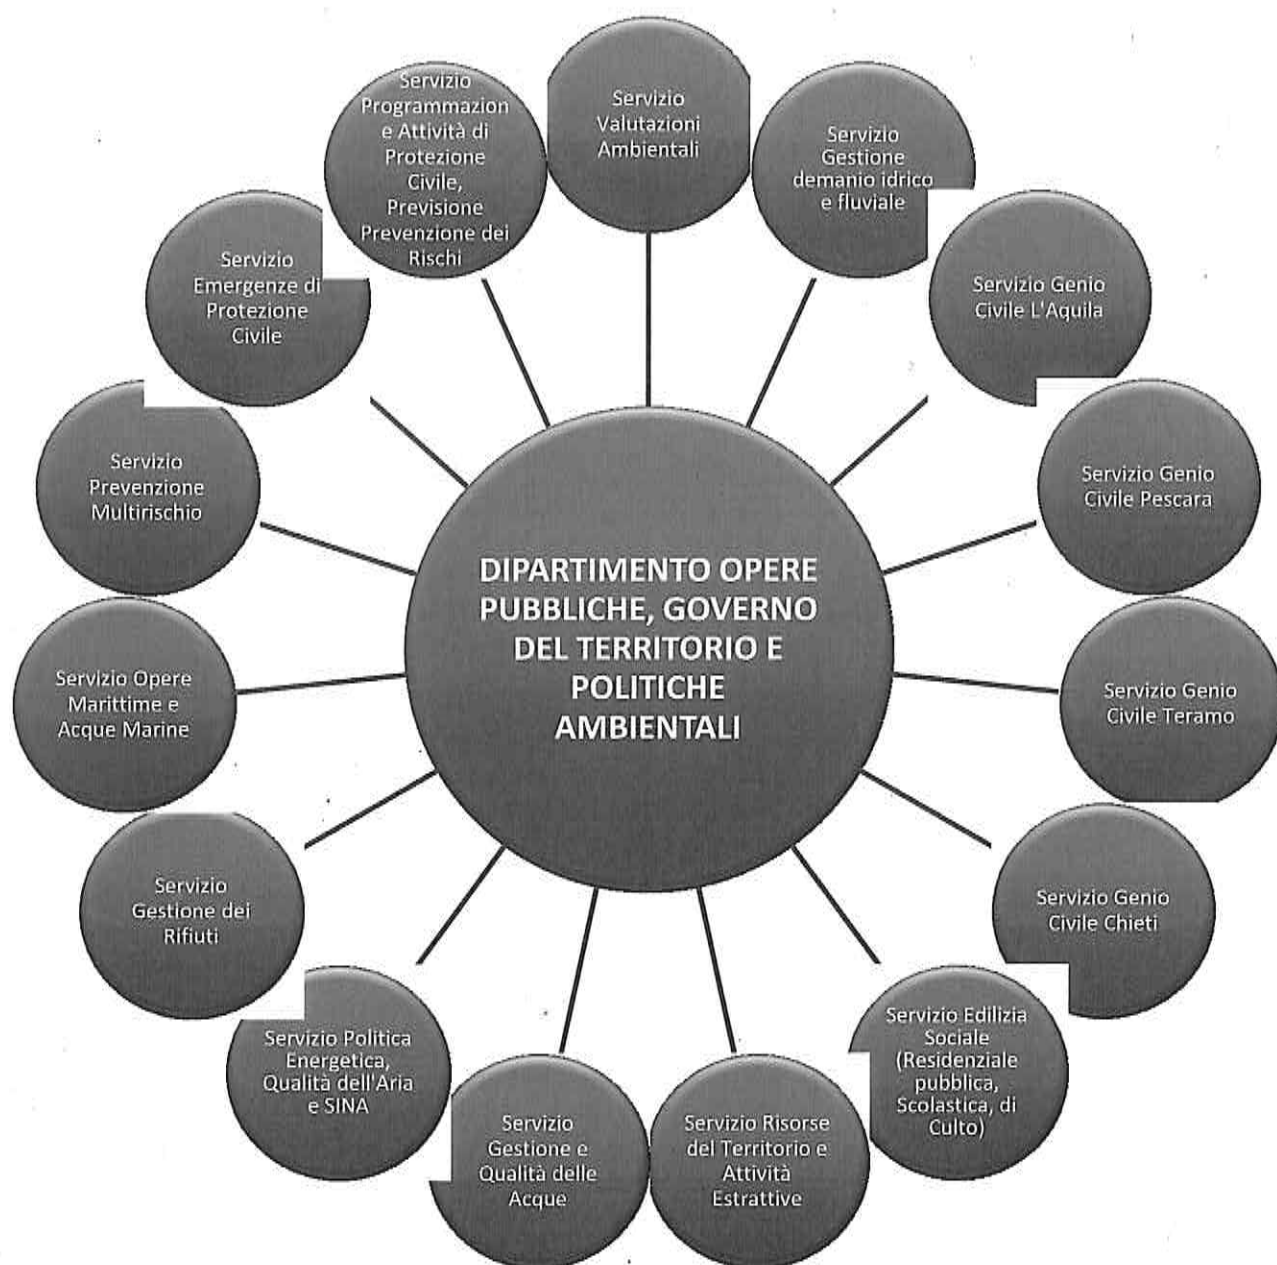 Servizio
Valutazioni
Ambientali
Servizio
Gestione
demanio idrico
e fluviale
Servizio Genio
Civile L'Aquila
Servizio Genio
Civile Pescara
Servizio Genio
Civile Teramo
Servizio Genio
Civile Chieti
Servizio Edilizia
Sociale
(Residenziale
pubblica,
Scolastica, di
Culto)
Servizio Risorse
del Territorio e
Attività
Estrattive
Servizio
Gestione e
Qualità delle
Acque
Servizio Politica
Energetica,
Qualità dell'Aria
e SINA
Servizio
Gestione dei
Rifiuti
Servizio Opere
Marittime e
Acque Marine
Servizio
Prevenzione
Multirischio
Servizio
Emergenze di
Protezione
Civile
Servizio
Programmazion
e Attività di
Protezione
Civile,
Previsione
Prevenzione dei
Rischi
DIPARTIMENTO OPERE
PUBBLICHE, GOVERNO
DEL TERRITORIO E
POLITICHE
AMBIENTALI